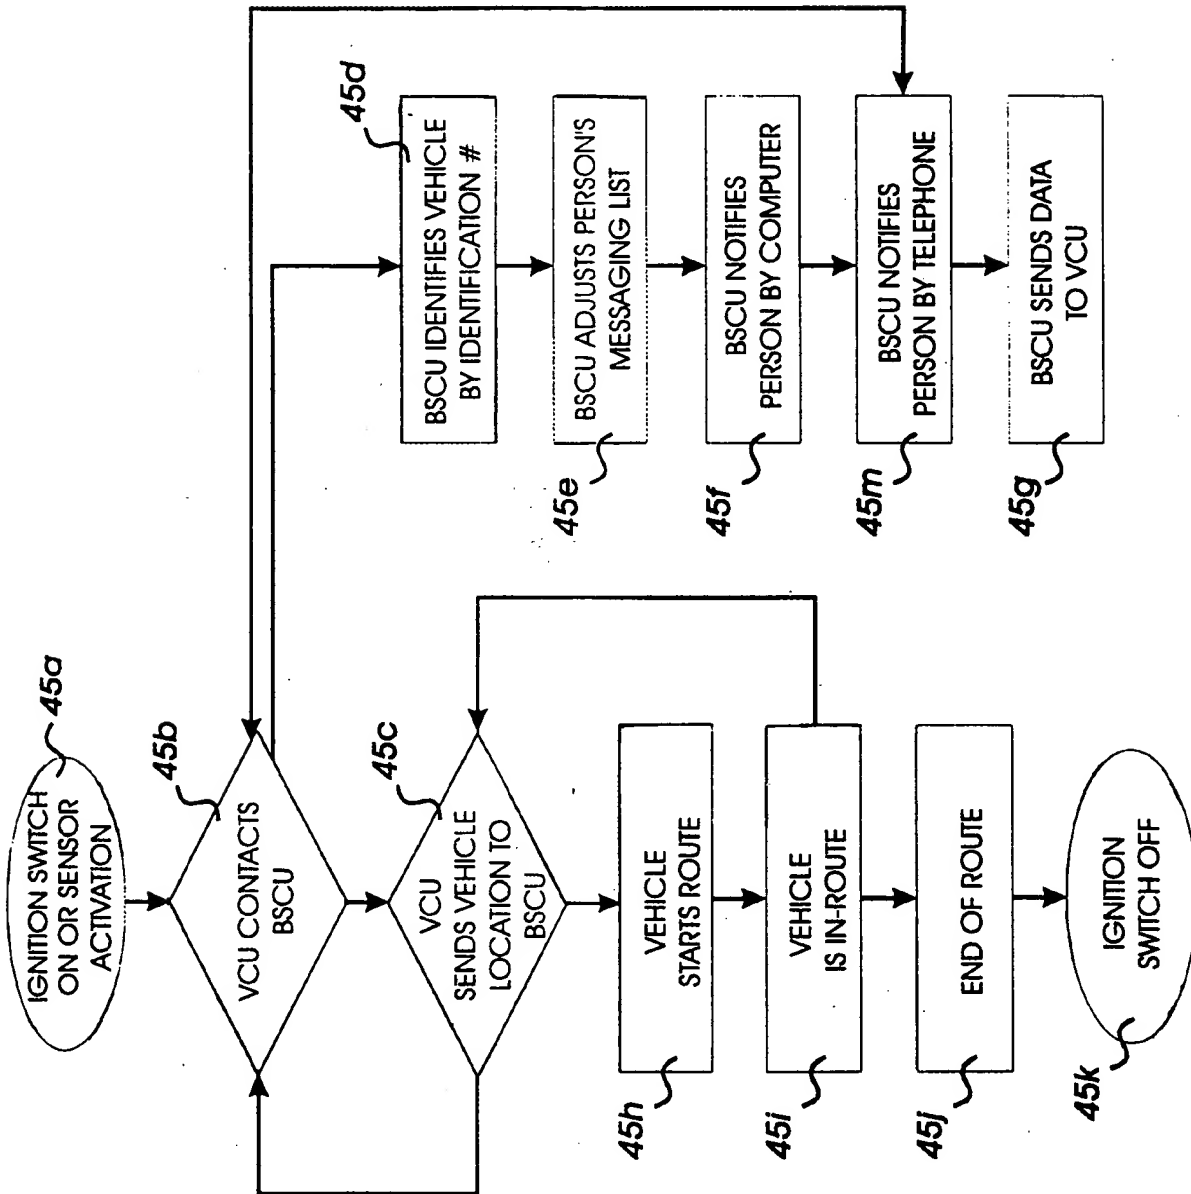 IGNITION SWITCH
ON OR SENSOR
ACTIVATION
45a
VCU CONTACTS
BSCU
45b
VCU
SENDS VEHICLE
LOCATION TO
BSCU
45c
VEHICLE
STARTS ROUTE
45h
VEHICLE
IS IN-ROUTE
45i
END OF ROUTE
45j
IGNITION
SWITCH OFF
45k
BSCU IDENTIFIES VEHICLE
BY IDENTIFICATION #
45d
BSCU ADJUSTS PERSON'S
MESSAGING LIST
45e
BSCU NOTIFIES
PERSON BY COMPUTER
45f
BSCU NOTIFIES
PERSON BY TELEPHONE
45m
BSCU SENDS DATA
TO VCU
45g